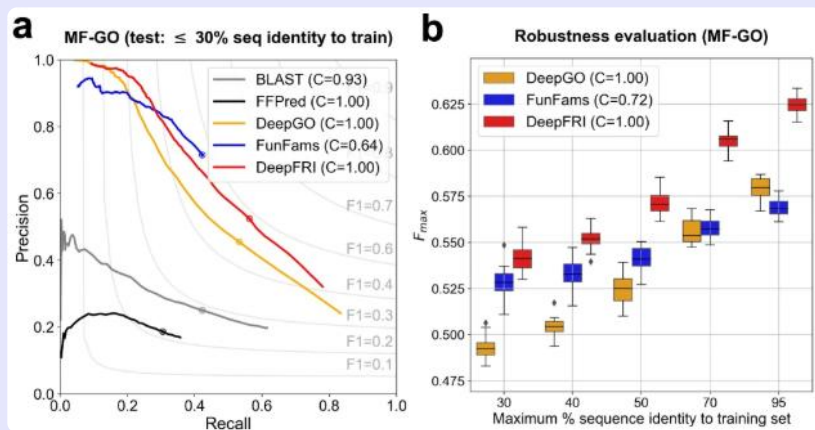 a
MF-GO (test: ≤ 30% seq identity to train)
1.0
0.8
0.6
0.4
0.2
0.0
Precision
BLAST (C=0.93)
FFPred (C=1.00)
DeepGO (C=1.00)
FunFams (C=0.64)
DeepFRI (C=1.00)
F1=0.7
F1=0.6
F1=0.4
F1=0.3
F1=0.2
F1=0.1
0.0 0.2 0.4 0.6 0.8 1.0
Recall
b
Robustness evaluation (MF-GO)
DeepGO (C=1.00)
FunFams (C=0.72)
DeepFRI (C=1.00)
0.625
0.600
0.575
0.550
0.525
0.500
0.475
Fmax
30 40 50 70 95
Maximum % sequence identity to training set